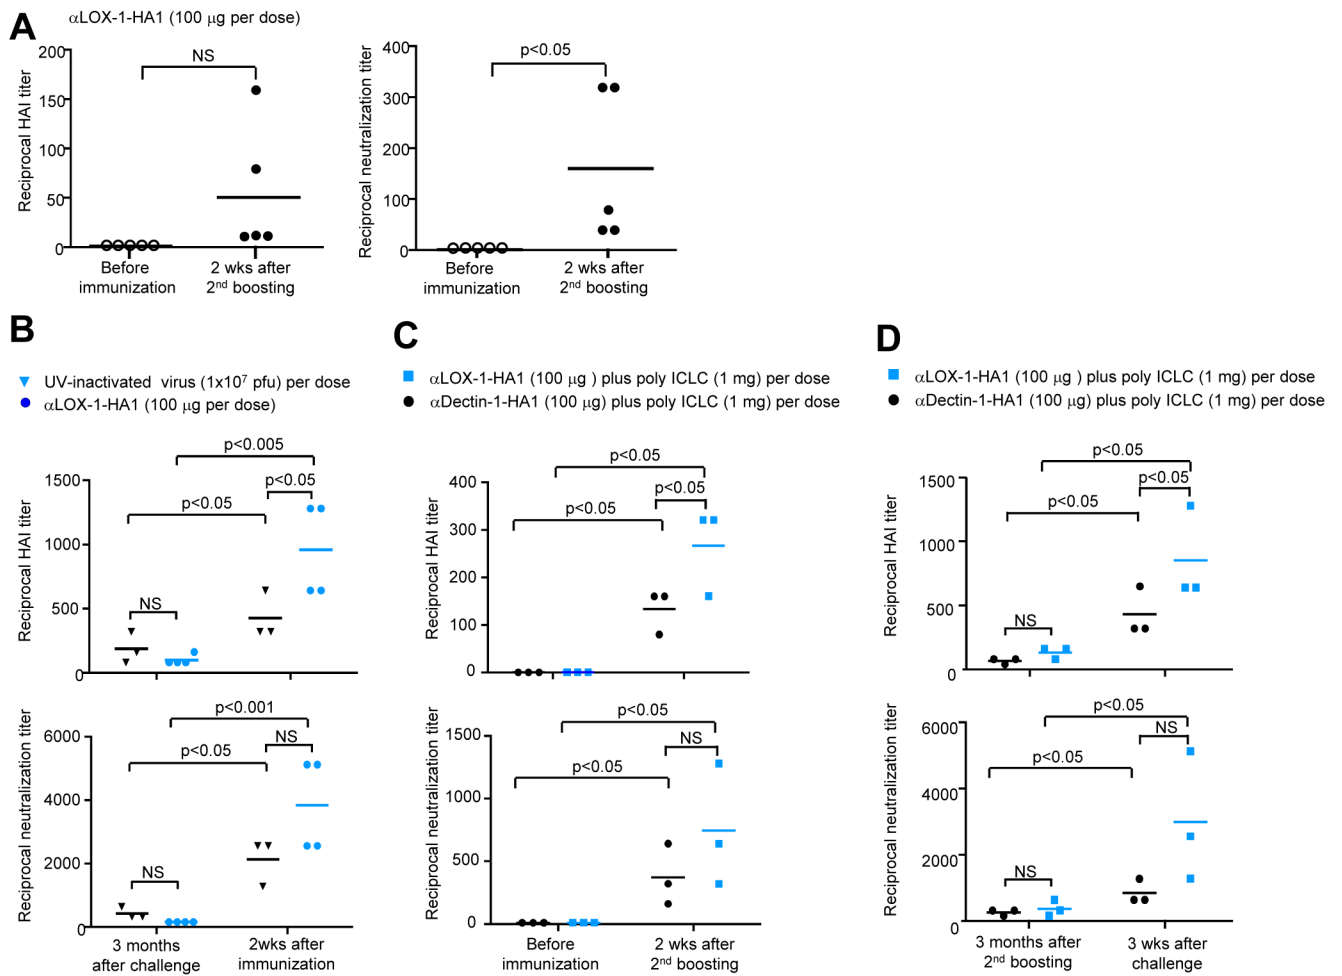 A
αLOX-1-HA1 (100 μg per dose)
Reciprocal HAI titer
200
150
100
50
0
NS
Before
immunization
2 wks after
2nd boosting
Reciprocal neutralization titer
400
300
200
100
0
p<0.05
Before
immunization
2 wks after
2nd boosting
B
UV-inactivated virus (1x10⁷ pfu) per dose
αLOX-1-HA1 (100 μg per dose)
p<0.005
p<0.05
p<0.05
NS
Reciprocal HAI titer
1500
1000
500
0
p<0.001
p<0.05
NS
NS
Reciprocal neutralization titer
6000
4000
2000
0
3 months
after challenge
2wks after
immunization
C
αLOX-1-HA1 (100 μg ) plus poly ICLC (1 mg) per dose
αDectin-1-HA1 (100 μg) plus poly ICLC (1 mg) per dose
p<0.05
p<0.05
p<0.05
Reciprocal HAI titer
400
300
200
100
0
p<0.05
NS
p<0.05
Reciprocal neutralization titer
1500
1000
500
0
Before
immunization
2 wks after
2nd boosting
D
αLOX-1-HA1 (100 μg ) plus poly ICLC (1 mg) per dose
αDectin-1-HA1 (100 μg) plus poly ICLC (1 mg) per dose
p<0.05
p<0.05
p<0.05
NS
Reciprocal HAI titer
1500
1000
500
0
p<0.05
NS
p<0.05
NS
Reciprocal neutralization titer
6000
4000
2000
0
3 months after
2nd boosting
3 wks after
challenge